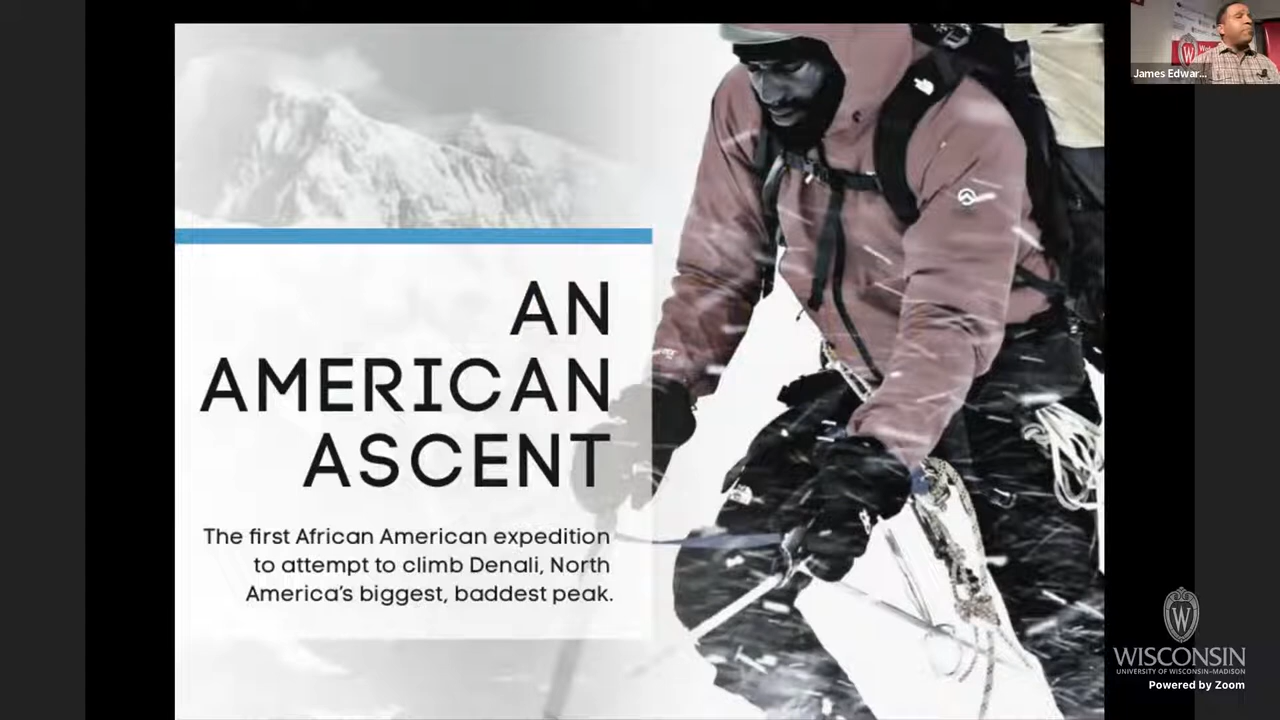 AN
AMERICAN
ASCENT
The first African American expedition
to attempt to climb Denali, North
America's biggest, baddest peak.
James Edwar...
W
WISCONSIN
UNIVERSITY OF WISCONSIN–MADISON
Powered by Zoom